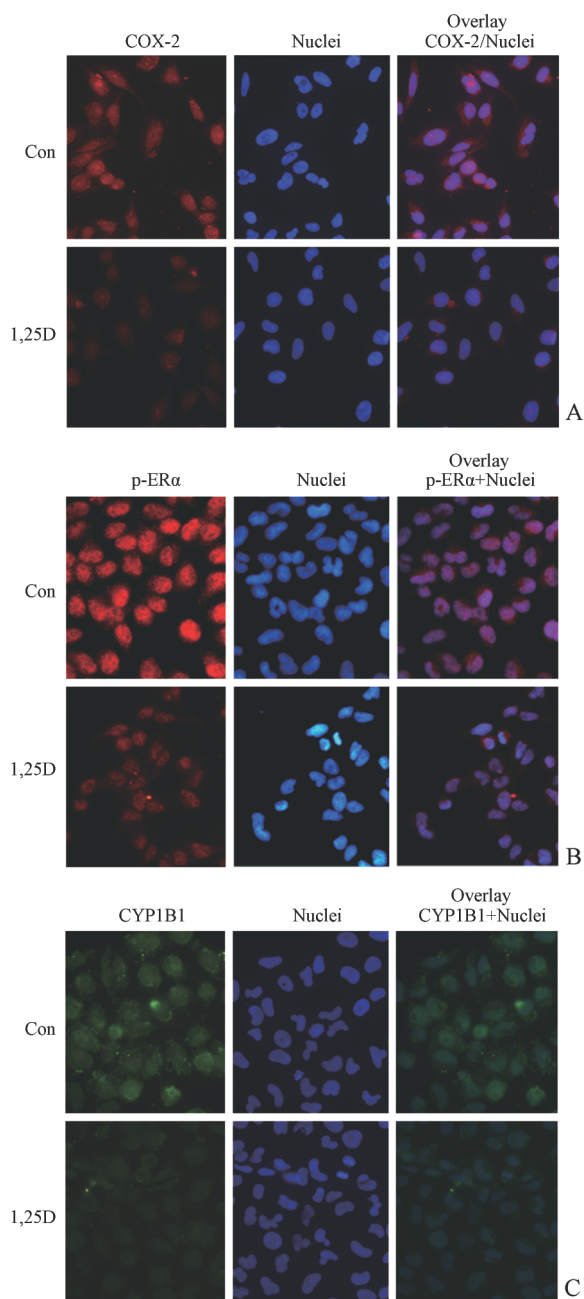 COX-2
Nuclei
Overlay
COX-2/Nuclei
Con
1,25D
A
p-ERα
Nuclei
Overlay
p-ERα+Nuclei
Con
1,25D
B
CYP1B1
Nuclei
Overlay
CYP1B1+Nuclei
Con
1,25D
C